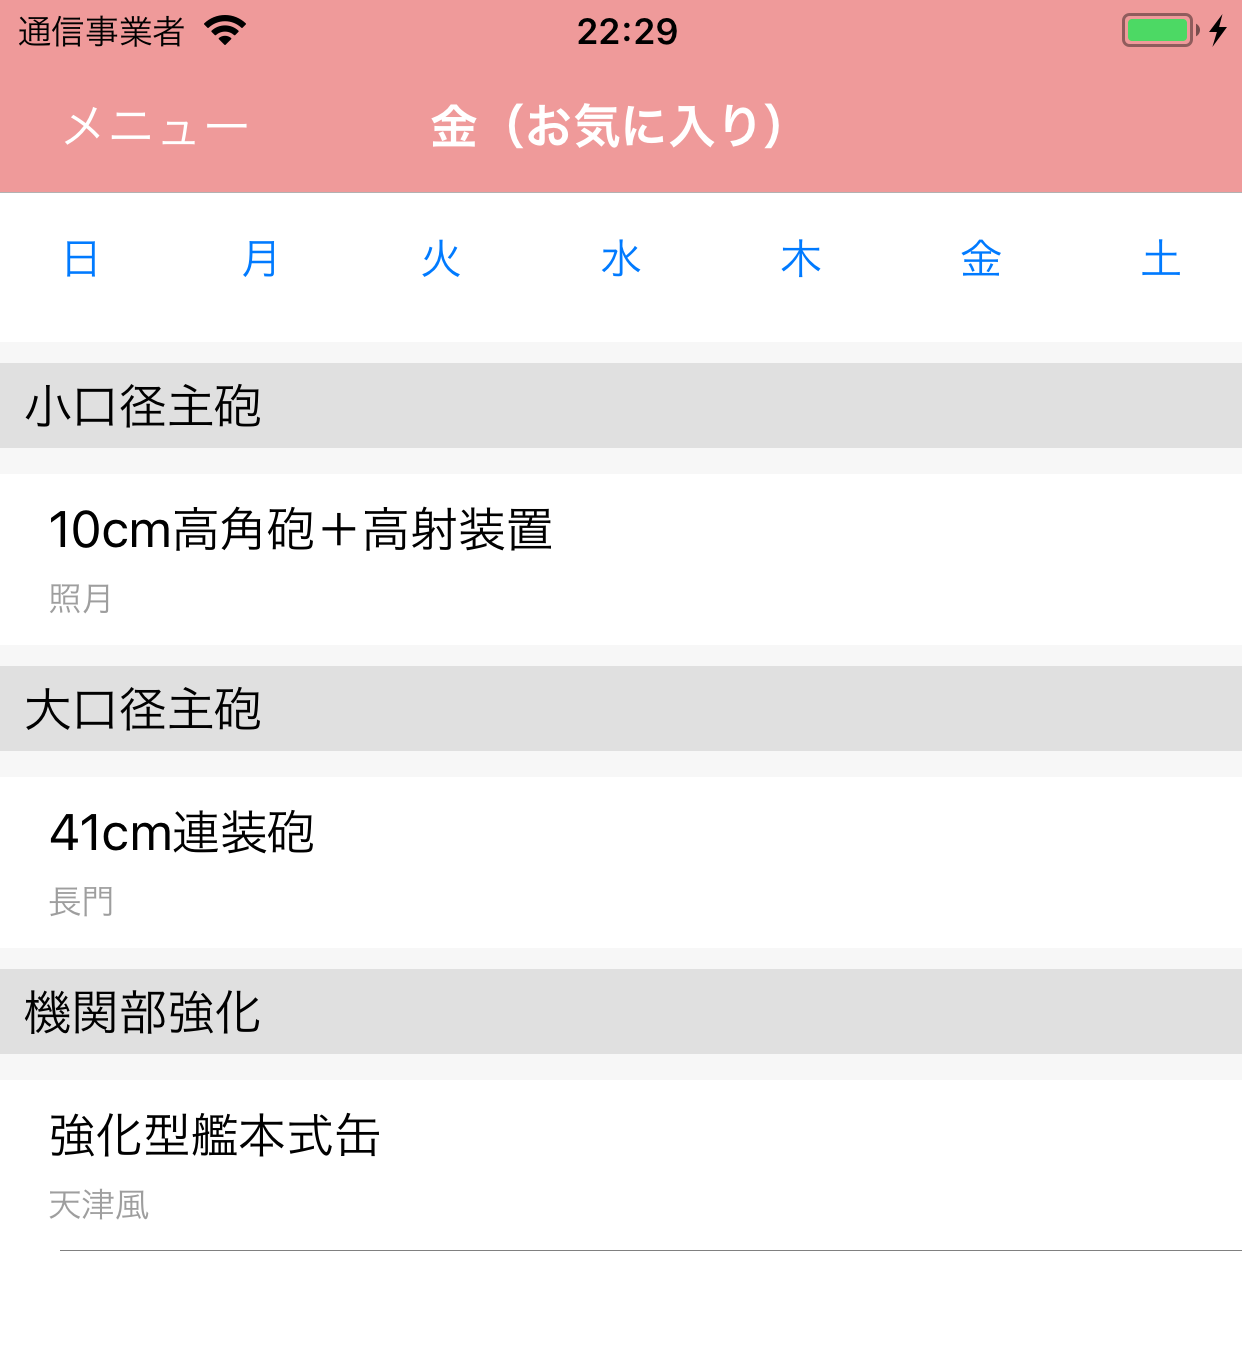 通信事業者 22:29
メニュー 金（お気に入り）
日 月 火 水 木 金 土
小口径主砲
10cm高角砲＋高射装置
照月
大口径主砲
41cm連装砲
長門
機関部強化
強化型艦本式缶
天津風